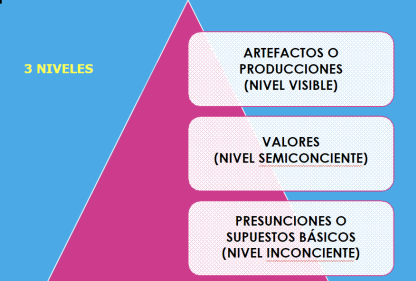 3 NIVELES
ARTEFACTOS O
PRODUCCIONES
(NIVEL VISIBLE)
VALORES
(NIVEL SEMICONCIENTE)
PRESUNCIONES O
SUPUESTOS BÁSICOS
(NIVEL INCONCIENTE)